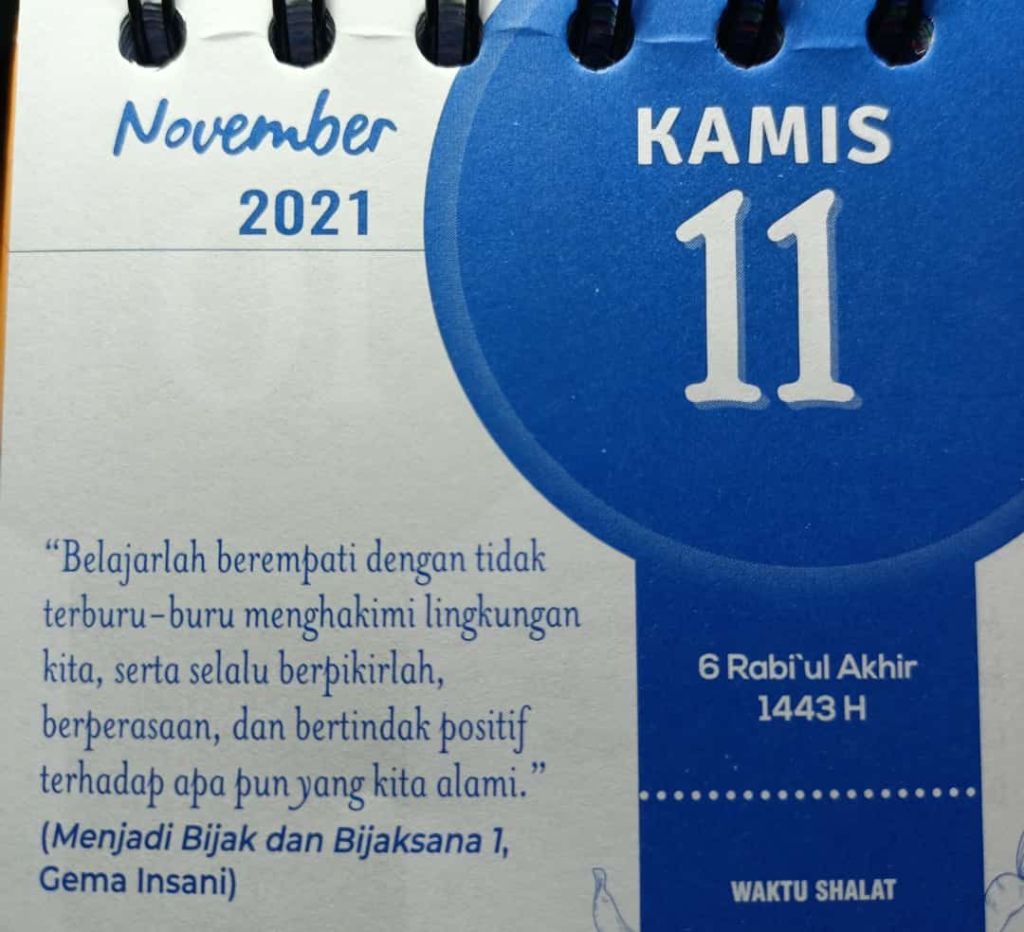 November
2021
KAMIS
11
“Belajarlah berempati dengan tidak
terburu-buru menghakimi lingkungan
kita, serta selalu berpikirlah,
berperasaan, dan bertindak positif
terhadap apa pun yang kita alami.”
(Menjadi Bijak dan Bijaksana 1,
Gema Insani)
6 Rabi`ul Akhir
1443 H
WAKTU SHALAT